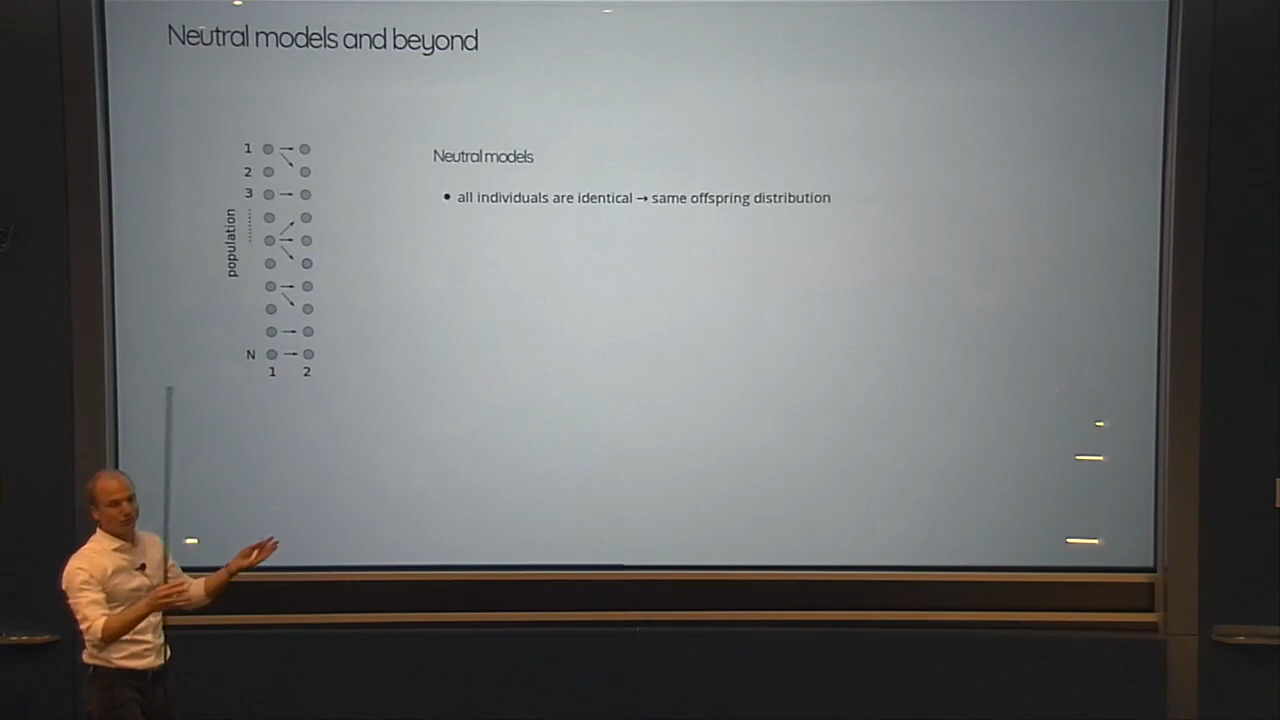 Neutral models and beyond
1
2
3
population
N
1 2
Neutral models
• all individuals are identical → same offspring distribution